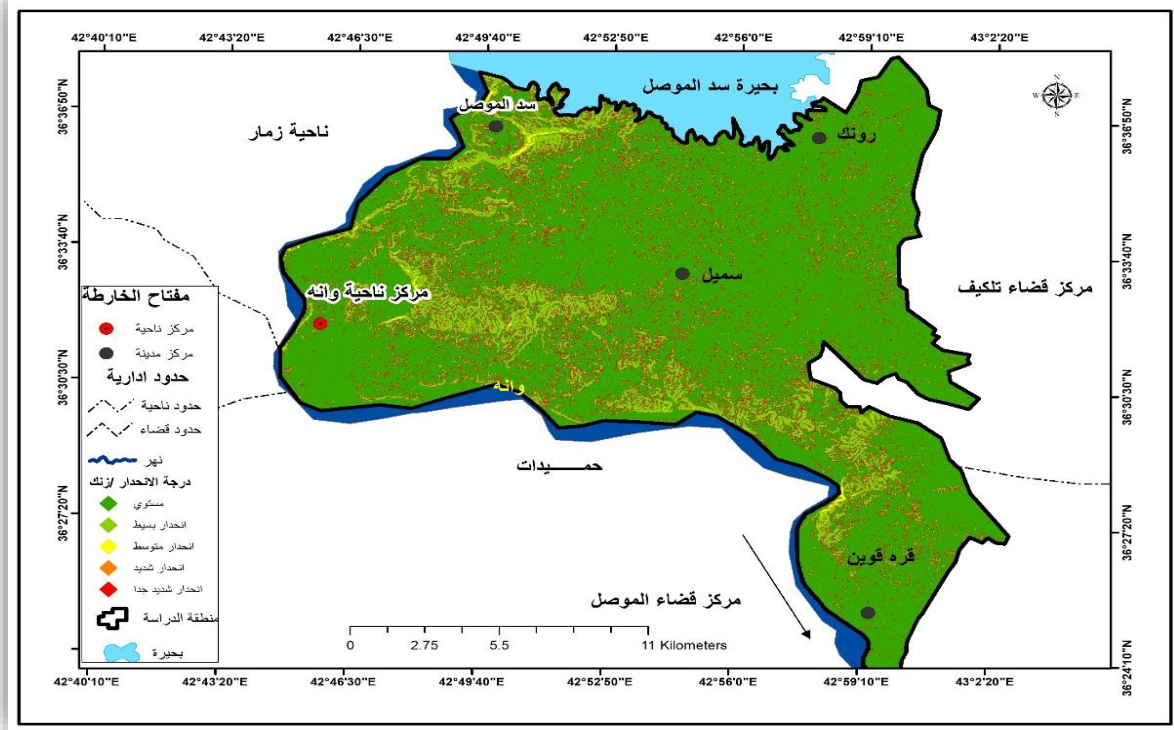 42°40'10"E 42°43'20"E 42°46'30"E 42°49'40"E 42°52'50"E 42°56'0"E 42°59'10"E 43°2'20"E
36°36'50"N
36°33'40"N
36°30'30"N
36°27'20"N
36°36'50"N
36°33'40"N
36°30'30"N
36°27'20"N
36°24'10"N
N
W E
S
بحيرة سد الموصل
سد الموصل
ناحية زمار
رونك
سميل
مركز ناحية وانه
مركز قضاء تلكيف
وانه
حمـــــيدات
قره قوين
مركز قضاء الموصل
مفتاح الخارطة
مركز ناحية
مركز مدينة
حدود ادارية
حدود ناحية
حدود قضاء
نهر
درجة الانحدار /زنك
مستوي
انحدار بسيط
انحدار متوسط
انحدار شديد
انحدار شديد جدا
منطقة الدراسة
بحيرة
0 2.75 5.5 11 Kilometers
42°40'10"E 42°43'20"E 42°46'30"E 42°49'40"E 42°52'50"E 42°56'0"E 42°59'10"E 43°2'20"E